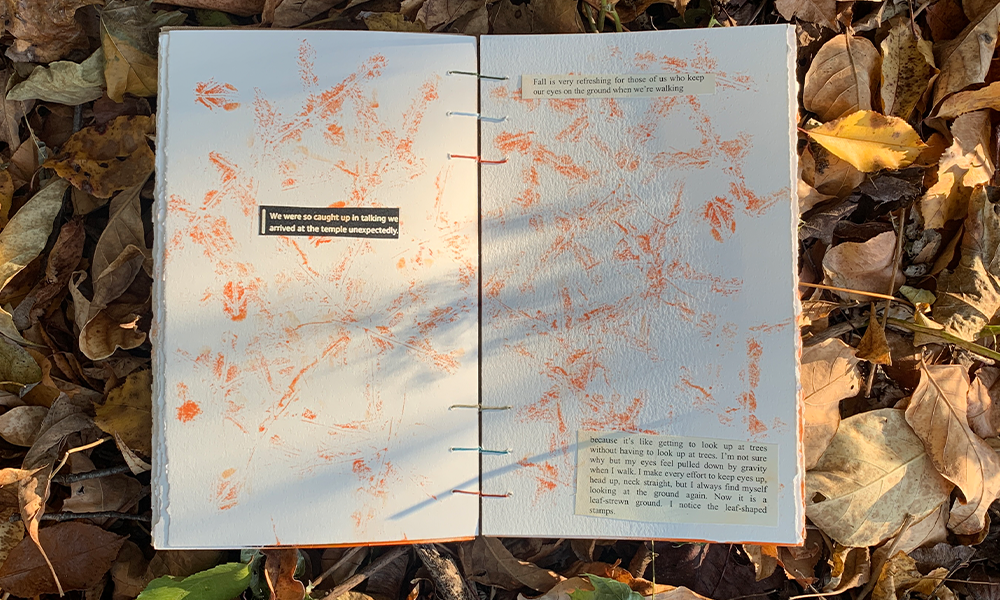 We were so caught up in talking we
arrived at the temple unexpectedly.
Fall is very refreshing for those of us who keep
our eyes on the ground when we're walking
because it's like getting to look up at trees
without having to look up at trees. I'm not sure
why but my eyes feel pulled down by gravity
when I walk. I make every effort to keep eyes up,
head up, neck straight, but I always find myself
looking at the ground again. Now it is a
leaf-strewn ground. I notice the leaf-shaped
stamps.